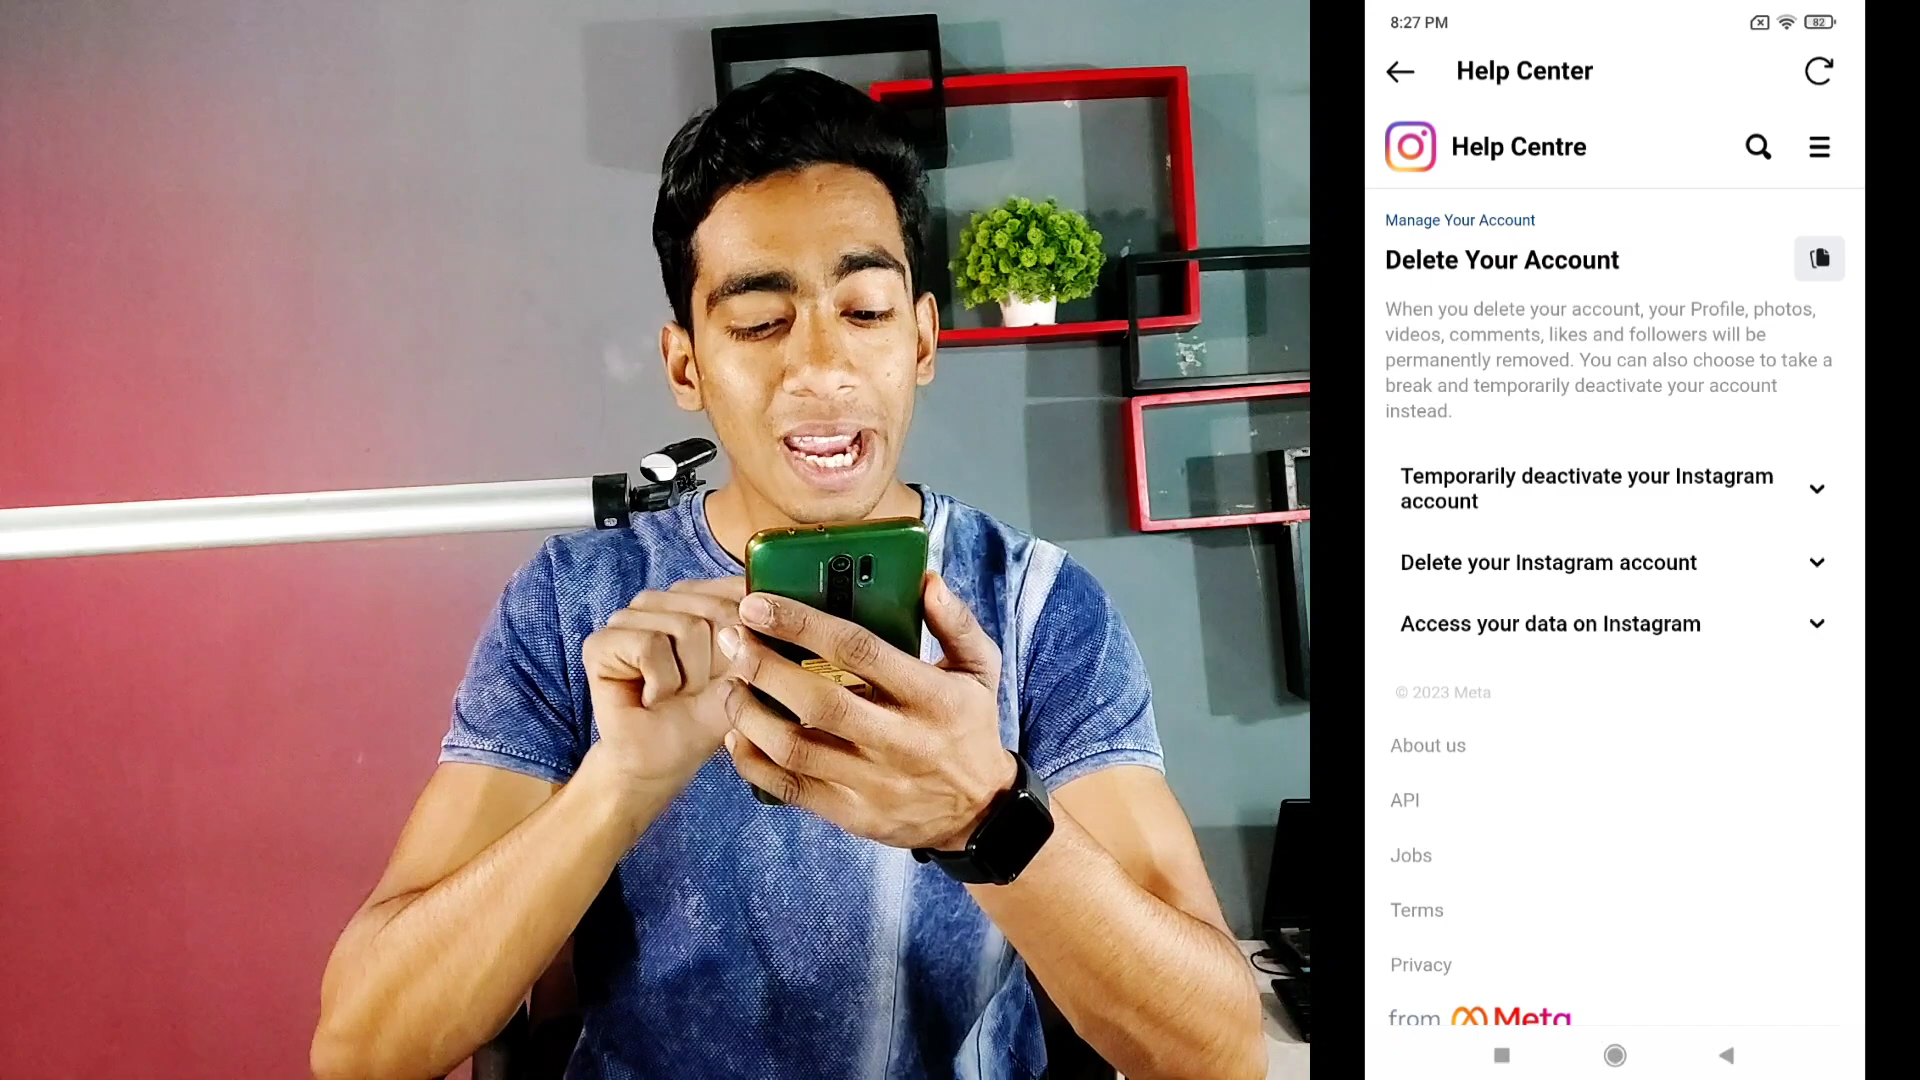 8:27 PM
82
Help Center
Help Centre
Manage Your Account
Delete Your Account
When you delete your account, your Profile, photos,
videos, comments, likes and followers will be
permanently removed. You can also choose to take a
break and temporarily deactivate your account
instead.
Temporarily deactivate your Instagram
account
Delete your Instagram account
Access your data on Instagram
© 2023 Meta
About us
API
Jobs
Terms
Privacy
from Meta